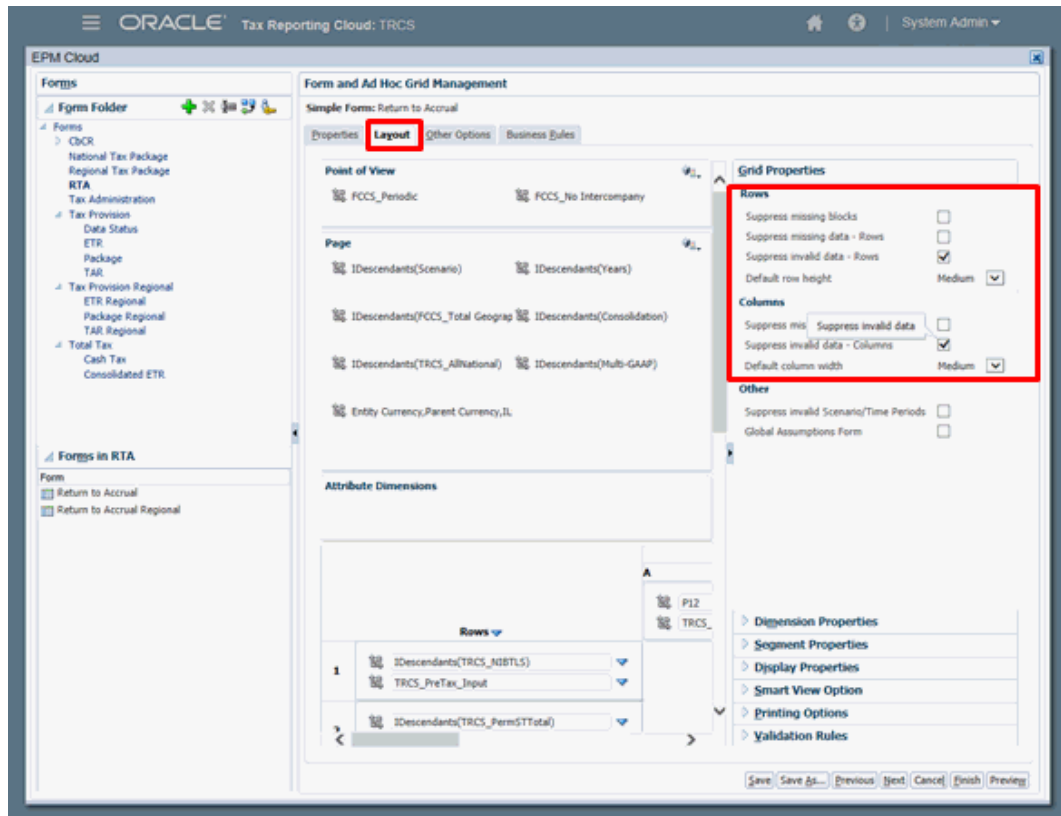 ORACLE Tax Reporting Cloud: TRCS
System Admin
EPM Cloud
Forms
Form Folder
Forms
CbCR
National Tax Package
Regional Tax Package
RTA
Tax Administration
Tax Provision
Data Status
ETR
Package
TAR
Tax Provision Regional
ETR Regional
Package Regional
TAR Regional
Total Tax
Cash Tax
Consolidated ETR
Forms in RTA
Form
Return to Accrual
Return to Accrual Regional
Form and Ad Hoc Grid Management
Simple Form: Return to Accrual
Properties Layout Other Options Business Rules
Point of View
FCCS_Periodic FCCS_No Intercompany
Page
IDescendants(Scenario) IDescendants(Years)
IDescendants(FCCS_Total Geograp IDescendants(Consolidation)
IDescendants(TRCS_AllNational) IDescendants(Multi-GAAP)
Entity Currency,Parent Currency,IL
Attribute Dimensions
A
P12
TRCS_
Rows
1
IDescendants(TRCS_NIBTLS)
TRCS_PreTax_Input
2
IDescendants(TRCS_PermSTTotal)
Grid Properties
Rows
Suppress missing blocks
Suppress missing data - Rows
Suppress invalid data - Rows
Default row height Medium
Columns
Suppress mis Suppress invalid data
Suppress invalid data - Columns
Default column width Medium
Other
Suppress invalid Scenario/Time Periods
Global Assumptions Form
Dimension Properties
Segment Properties
Display Properties
Smart View Option
Printing Options
Validation Rules
Save Save As... Previous Next Cancel Finish Preview